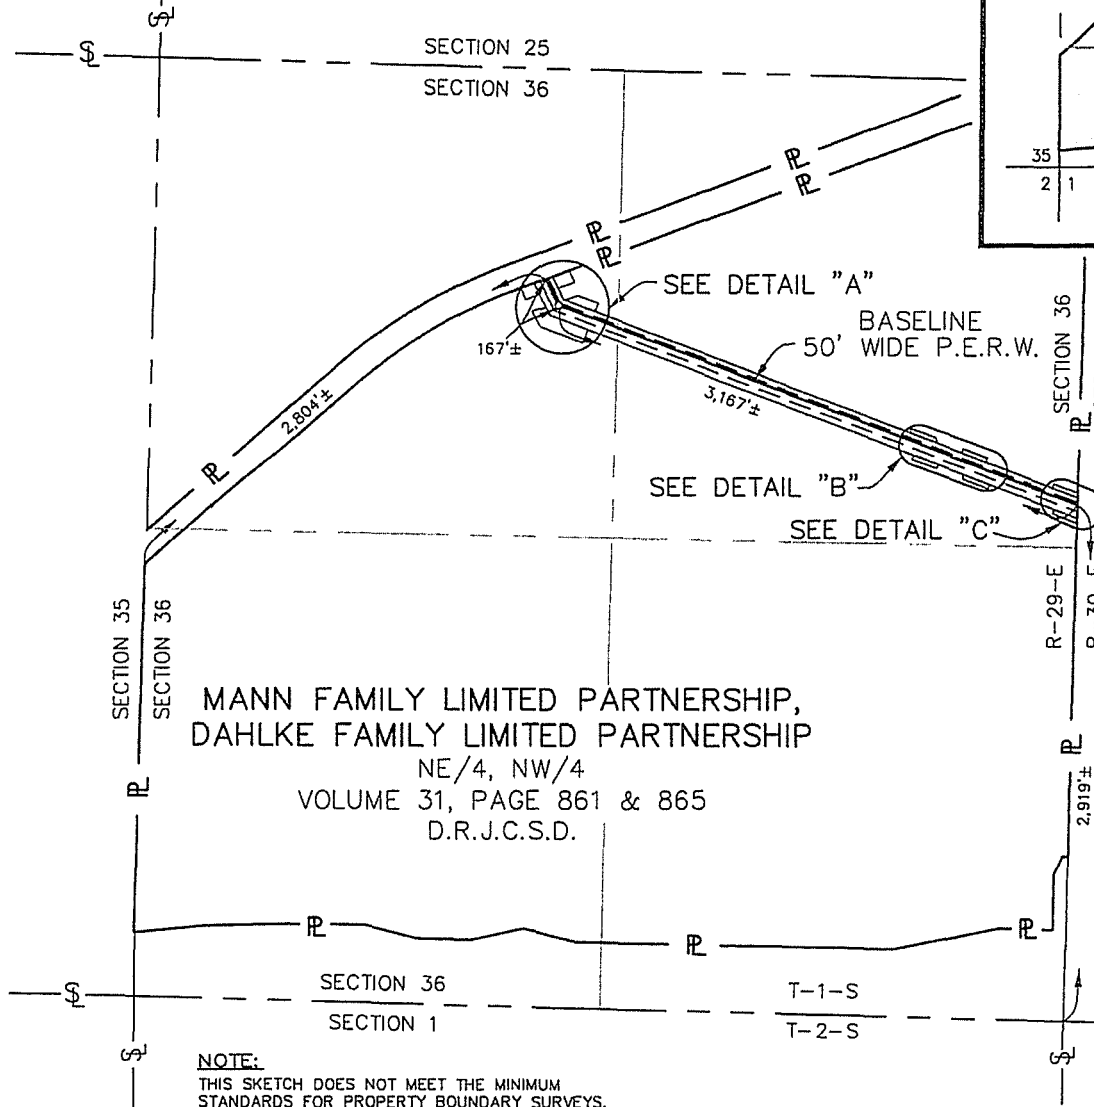 SECTION 25
SECTION 36
35
2 1
SEE DETAIL "A"
BASELINE
50' WIDE P.E.R.W.
SECTION 36
167'±
3,167'±
2,804'±
SEE DETAIL "B"
SEE DETAIL "C"
R-29-E
SECTION 35
SECTION 36
MANN FAMILY LIMITED PARTNERSHIP,
DAHLKE FAMILY LIMITED PARTNERSHIP
NE/4, NW/4
VOLUME 31, PAGE 861 & 865
D.R.J.C.S.D.
2,919'±
SECTION 36
SECTION 1
T-1-S
T-2-S
NOTE:
THIS SKETCH DOES NOT MEET THE MINIMUM
STANDARDS FOR PROPERTY BOUNDARY SURVEYS.